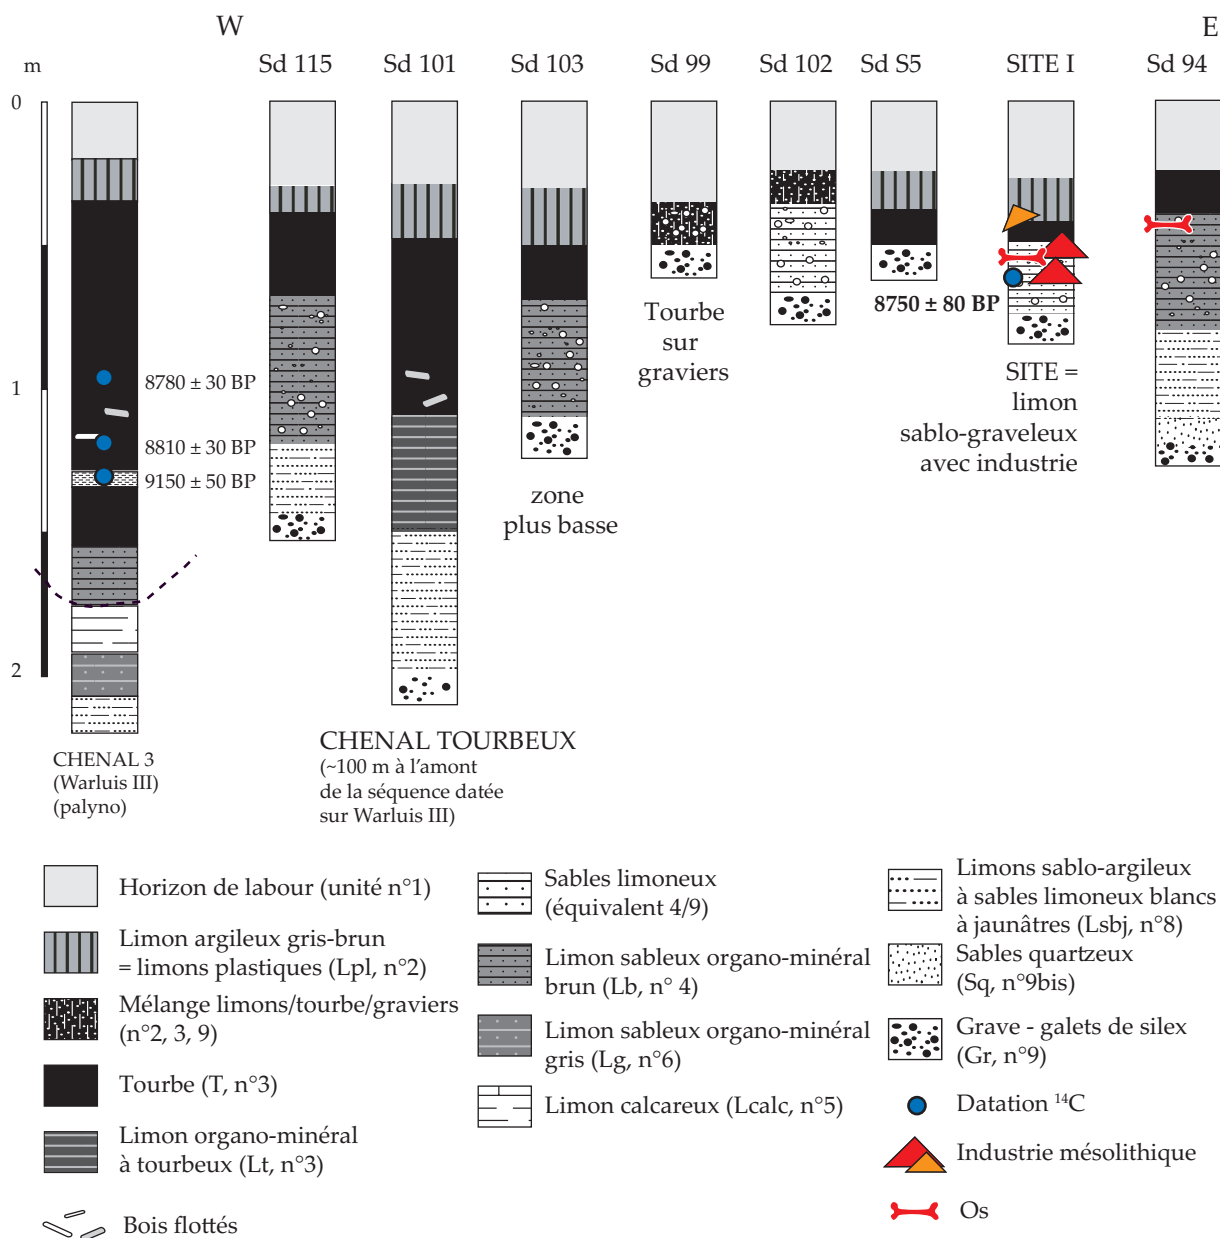 W
E
m
Sd 115
Sd 101
Sd 103
Sd 99
Sd 102
Sd S5
SITE I
Sd 94
0
1
2
8780 ± 30 BP
8810 ± 30 BP
9150 ± 50 BP
8750 ± 80 BP
Tourbe
sur
graviers
SITE =
limon
sablo-graveleux
avec industrie
zone
plus basse
CHENAL 3
(Warluis III)
(palyno)
CHENAL TOURBEUX
(~100 m à l'amont
de la séquence datée
sur Warluis III)
Horizon de labour (unité n°1)
Limon argileux gris-brun
= limons plastiques (Lpl, n°2)
Mélange limons/tourbe/graviers
(n°2, 3, 9)
Tourbe (T, n°3)
Limon organo-minéral
à tourbeux (Lt, n°3)
Bois flottés
Sables limoneux
(équivalent 4/9)
Limon sableux organo-minéral
brun (Lb, n° 4)
Limon sableux organo-minéral
gris (Lg, n°6)
Limon calcareux (Lcalc, n°5)
Limons sablo-argileux
à sables limoneux blancs
à jaunâtres (Lsbj, n°8)
Sables quartzeux
(Sq, n°9bis)
Grave - galets de silex
(Gr, n°9)
Datation ¹⁴C
Industrie mésolithique
Os